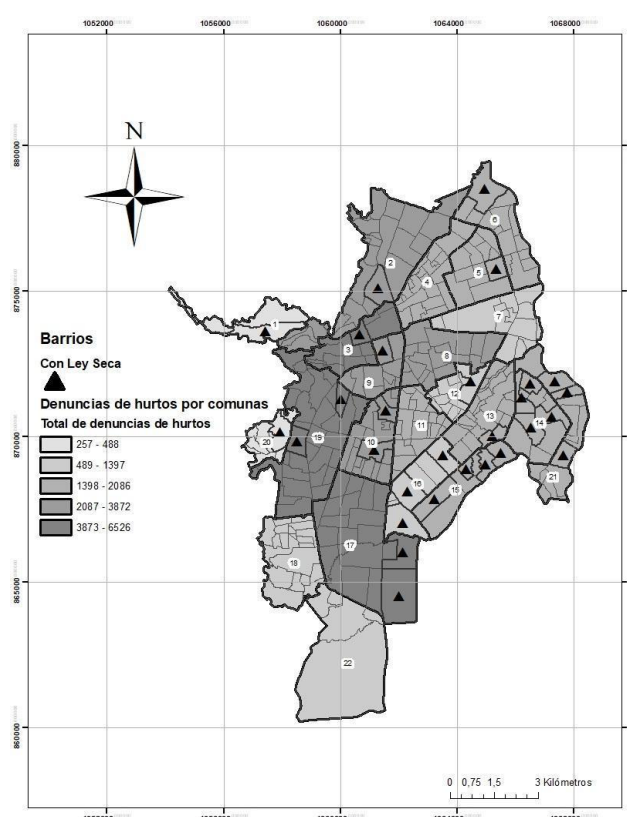 1052000 1056000 1060000 1064000 1068000
N
880000
875000
870000
865000
860000
Barrios
Con Ley Seca
Denuncias de hurtos por comunas
Total de denuncias de hurtos
257 - 488
489 - 1397
1398 - 2086
2087 - 3872
3873 - 6526
6
2
5
4
1
7
3
8
9
12
13
14
11
20
19
10
21
16
15
17
18
22
0 0,75 1,5 3 Kilómetros